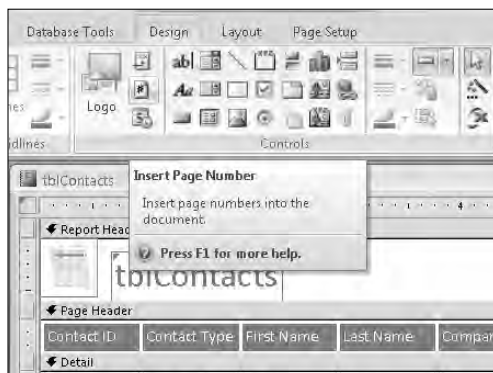 Database Tools Design Layout Page Setup
ab| Aa
Logo
Controls
tblContacts
Insert Page Number
Insert page numbers into the
document.
Press F1 for more help.
Report Head
tblContacts
Page Header
Contact ID Contact Type First Name Last Name Compan
Detail